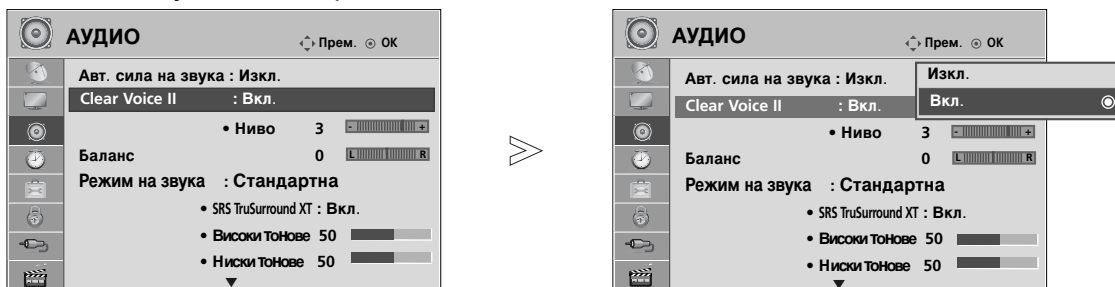 АУДИО
Прем. OK
Авт. сила на звука : Изкл.
Clear Voice II : Вкл.
• Ниво 3 - +
Баланс 0 L R
Режим на звука : Стандартна
• SRS TruSurround XT : Вкл.
• Високи тоНове 50
• Ниски тоНове 50
АУДИО
Прем. OK
Авт. сила на звука : Изкл.
Clear Voice II : Вкл.
• Ниво 3 - +
Баланс 0 L R
Режим на звука : Стандартна
• SRS TruSurround XT : Вкл.
• Високи тоНове 50
• Ниски тоНове 50
Изкл.
Вкл.